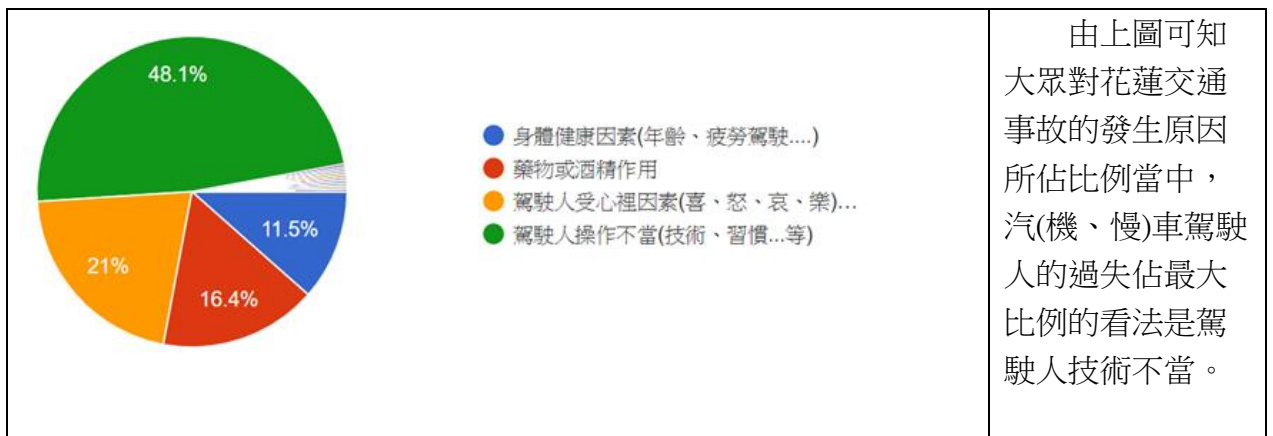 48.1%
11.5%
21%
16.4%
身體健康因素(年齡、疲勞駕駛....)
藥物或酒精作用
駕駛人受心裡因素(喜、怒、哀、樂)...
駕駛人操作不當(技術、習慣...等)
由上圖可知
大眾對花蓮交通
事故的發生原因
所佔比例當中，
汽(機、慢)車駕駛
人的過失佔最大
比例的看法是駕
駛人技術不當。